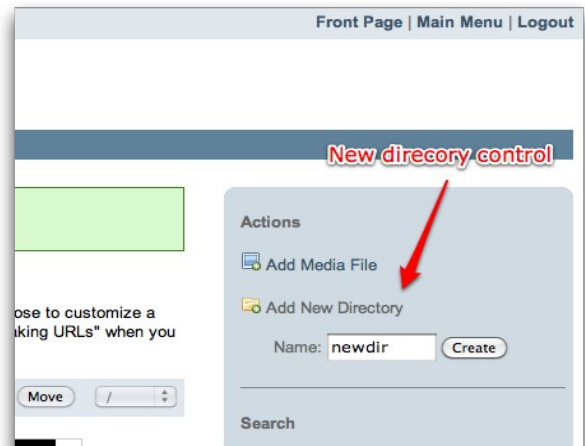 Front Page | Main Menu | Logout
New direcory control
Actions
Add Media File
Add New Directory
Name: newdir Create
ose to customize a
aking URLs" when you
Move /
Search